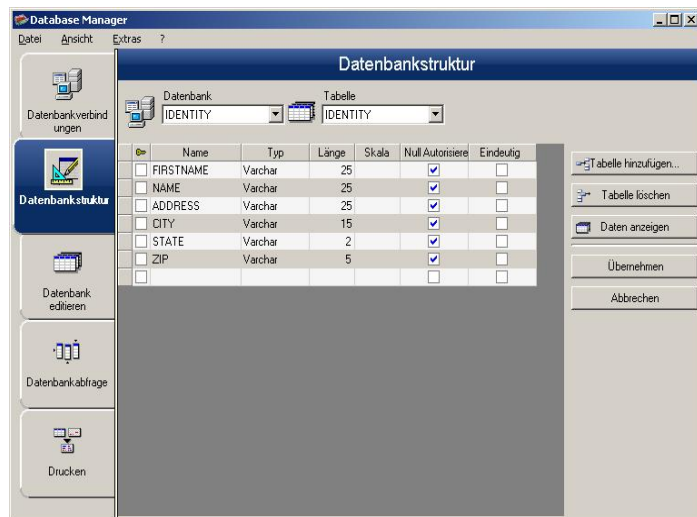 Database Manager
Datei Ansicht Extras ?
Datenbankstruktur
Datenbankverbind
ungen
Datenbankstruktur
Datenbank
editieren
Datenbankabfrage
Drucken
Datenbank Tabelle
IDENTITY IDENTITY
Name Typ Länge Skala Null Autorisiere Eindeutig
FIRSTNAME Varchar 25
NAME Varchar 25
ADDRESS Varchar 25
CITY Varchar 15
STATE Varchar 2
ZIP Varchar 5
Tabelle hinzufügen...
Tabelle löschen
Daten anzeigen
Übernehmen
Abbrechen